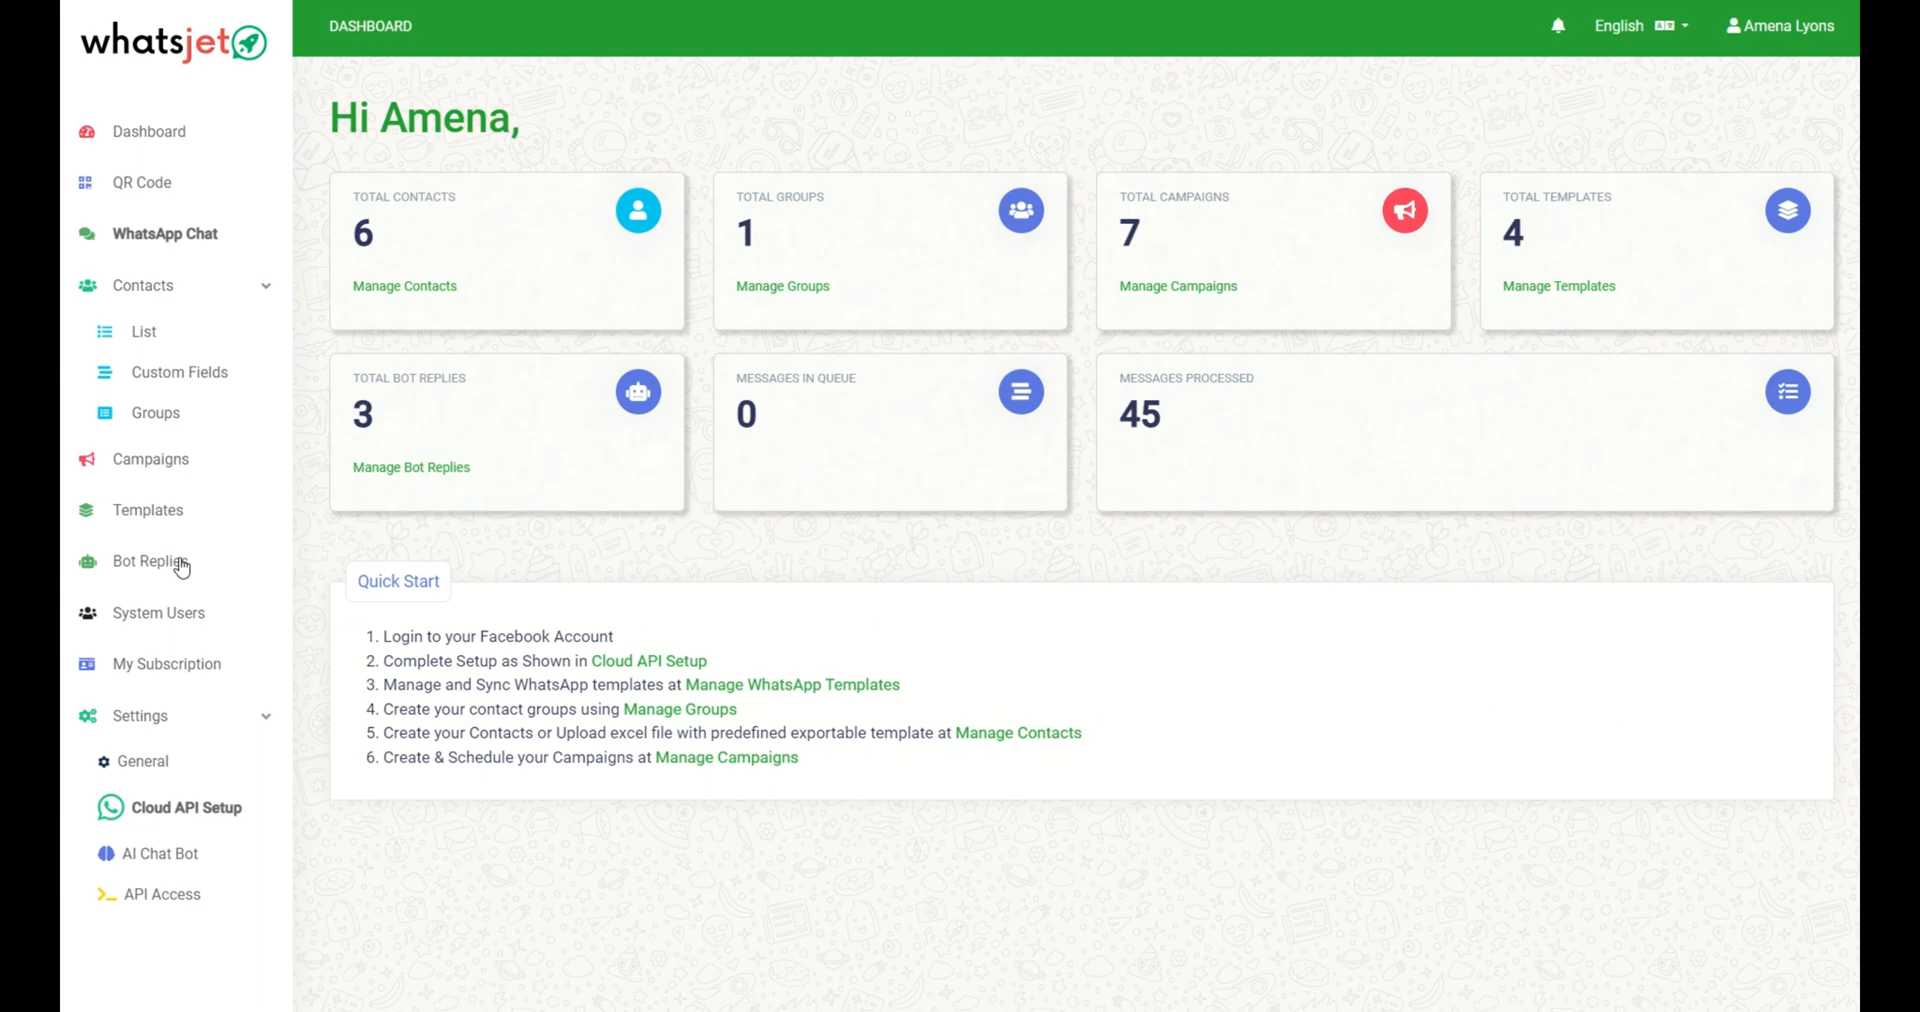 whatsjet
DASHBOARD
English
Amena Lyons
Dashboard
QR Code
WhatsApp Chat
Contacts
List
Custom Fields
Groups
Campaigns
Templates
Bot Replies
System Users
My Subscription
Settings
General
Cloud API Setup
AI Chat Bot
API Access
Hi Amena,
TOTAL CONTACTS
6
Manage Contacts
TOTAL GROUPS
1
Manage Groups
TOTAL CAMPAIGNS
7
Manage Campaigns
TOTAL TEMPLATES
4
Manage Templates
TOTAL BOT REPLIES
3
Manage Bot Replies
MESSAGES IN QUEUE
0
MESSAGES PROCESSED
45
Quick Start
1. Login to your Facebook Account
2. Complete Setup as Shown in Cloud API Setup
3. Manage and Sync WhatsApp templates at Manage WhatsApp Templates
4. Create your contact groups using Manage Groups
5. Create your Contacts or Upload excel file with predefined exportable template at Manage Contacts
6. Create & Schedule your Campaigns at Manage Campaigns